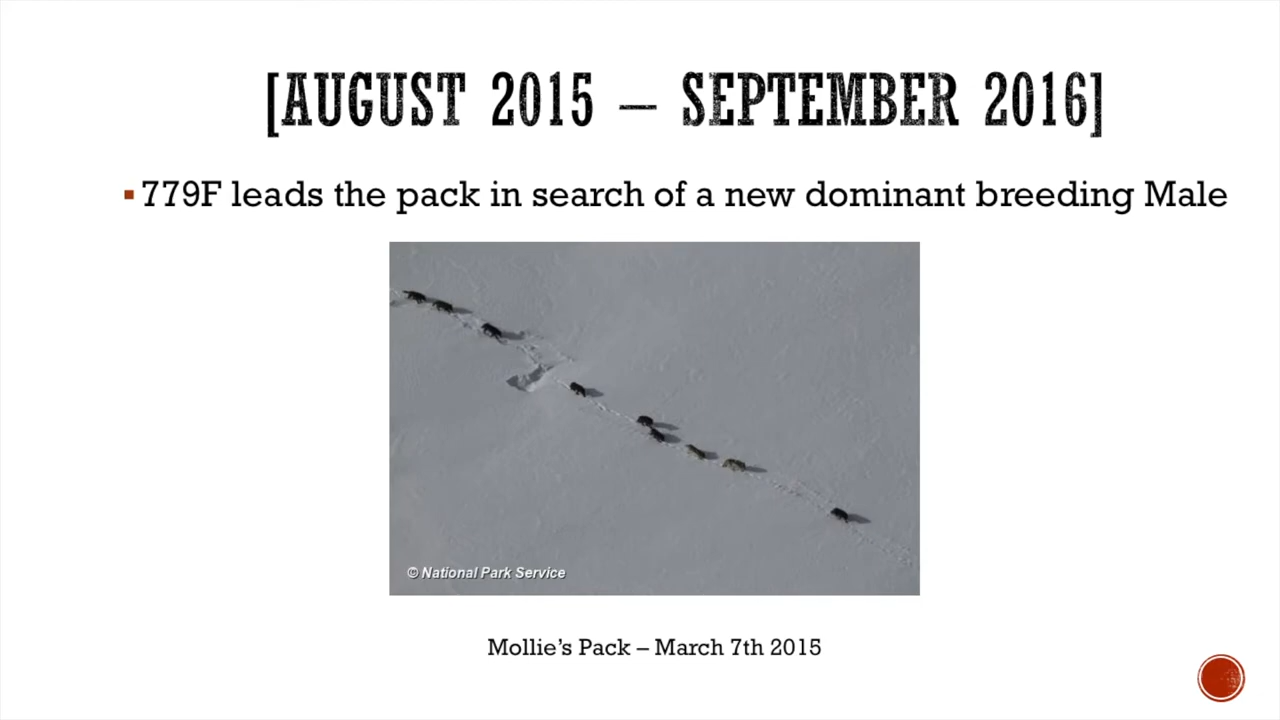 [AUGUST 2015 – SEPTEMBER 2016]
▪ 779F leads the pack in search of a new dominant breeding Male
© National Park Service
Mollie’s Pack – March 7th 2015